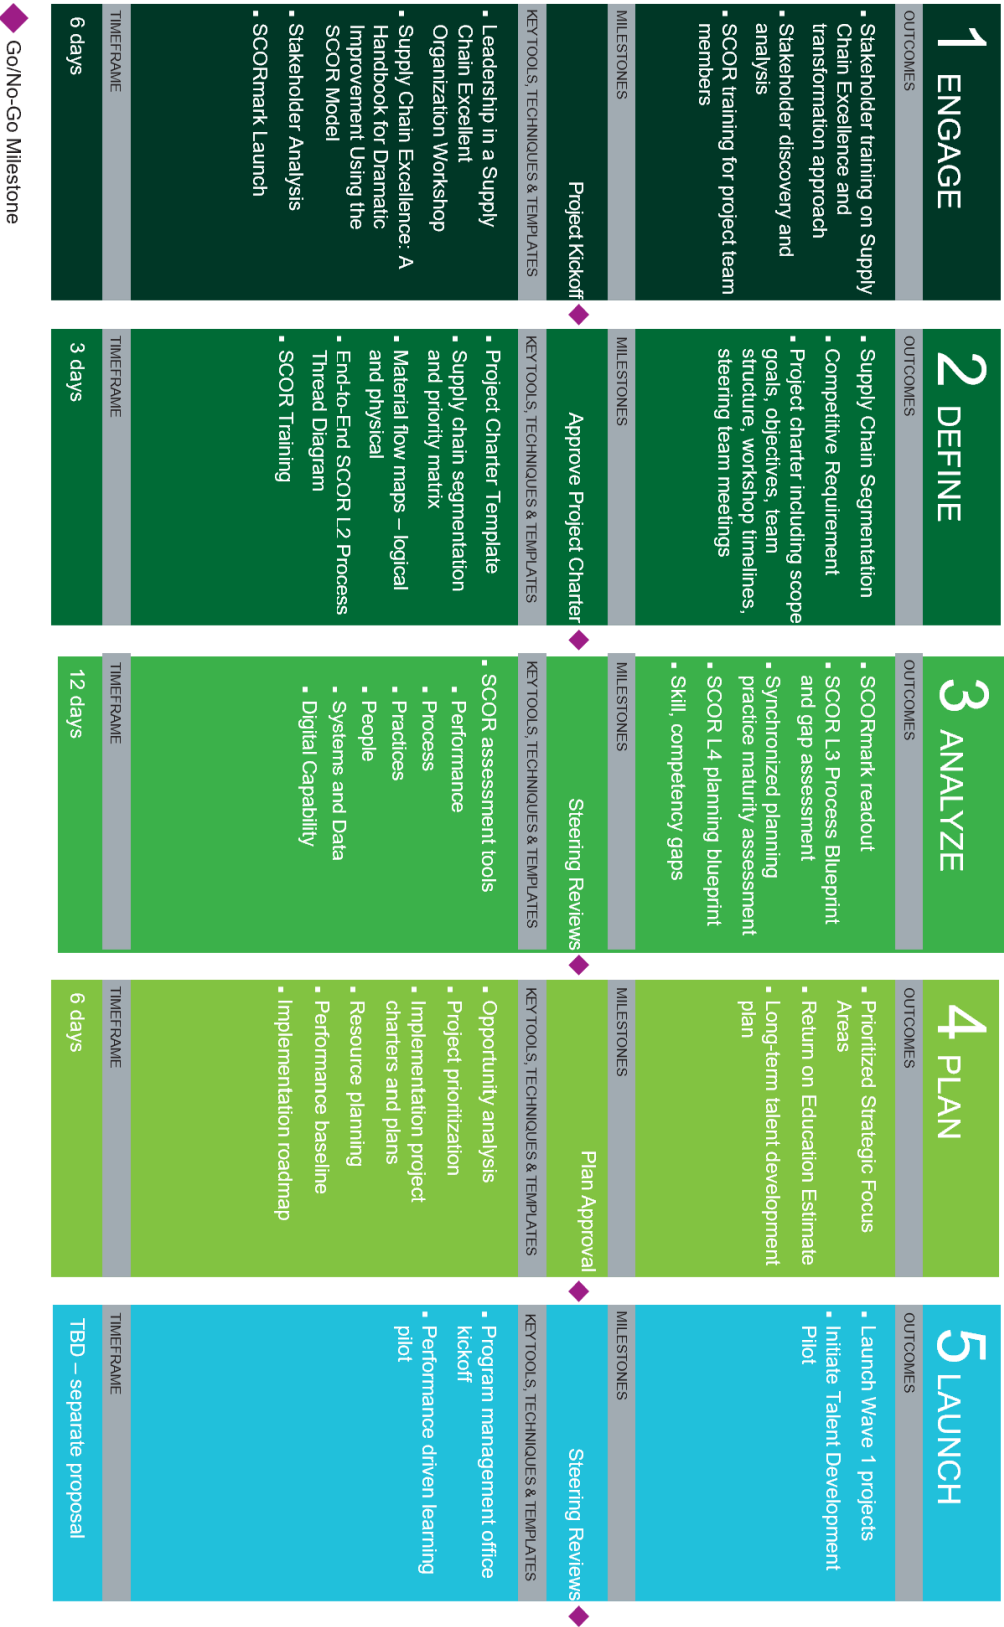 1 ENGAGE
OUTCOMES
▪ Stakeholder training on Supply
Chain Excellence and
transformation approach
▪ Stakeholder discovery and
analysis
▪ SCOR training for project team
members
MILESTONES
Project Kickoff
KEY TOOLS, TECHNIQUES & TEMPLATES
▪ Leadership in a Supply
Chain Excellent
Organization Workshop
▪ Supply Chain Excellence: A
Handbook for Dramatic
Improvement Using the
SCOR Model
▪ Stakeholder Analysis
▪ SCORmark Launch
TIMEFRAME
6 days
2 DEFINE
OUTCOMES
▪ Supply Chain Segmentation
▪ Competitive Requirement
▪ Project charter including scope
goals, objectives, team
structure, workshop timelines,
steering team meetings
MILESTONES
Approve Project Charter
KEY TOOLS, TECHNIQUES & TEMPLATES
▪ Project Charter Template
▪ Supply chain segmentation
and priority matrix
▪ Material flow maps – logical
and physical
▪ End-to-End SCOR L2 Process
Thread Diagram
▪ SCOR Training
TIMEFRAME
3 days
3 ANALYZE
OUTCOMES
▪ SCORmark readout
▪ SCOR L3 Process Blueprint
and gap assessment
▪ Synchronized planning
practice maturity assessment
▪ SCOR L4 planning blueprint
▪ Skill, competency gaps
MILESTONES
Steering Reviews
KEY TOOLS, TECHNIQUES & TEMPLATES
▪ SCOR assessment tools
▪ Performance
▪ Process
▪ Practices
▪ People
▪ Systems and Data
▪ Digital Capability
TIMEFRAME
12 days
4 PLAN
OUTCOMES
▪ Prioritized Strategic Focus
Areas
▪ Return on Education Estimate
▪ Long-term talent development
plan
MILESTONES
Plan Approval
KEY TOOLS, TECHNIQUES & TEMPLATES
▪ Opportunity analysis
▪ Project prioritization
▪ Implementation project
charters and plans
▪ Resource planning
▪ Performance baseline
▪ Implementation roadmap
TIMEFRAME
6 days
5 LAUNCH
OUTCOMES
▪ Launch Wave 1 projects
▪ Initiate Talent Development
Pilot
MILESTONES
Steering Reviews
KEY TOOLS, TECHNIQUES & TEMPLATES
▪ Program management office
kickoff
▪ Performance driven learning
pilot
TIMEFRAME
TBD – separate proposal
Go/No-Go Milestone